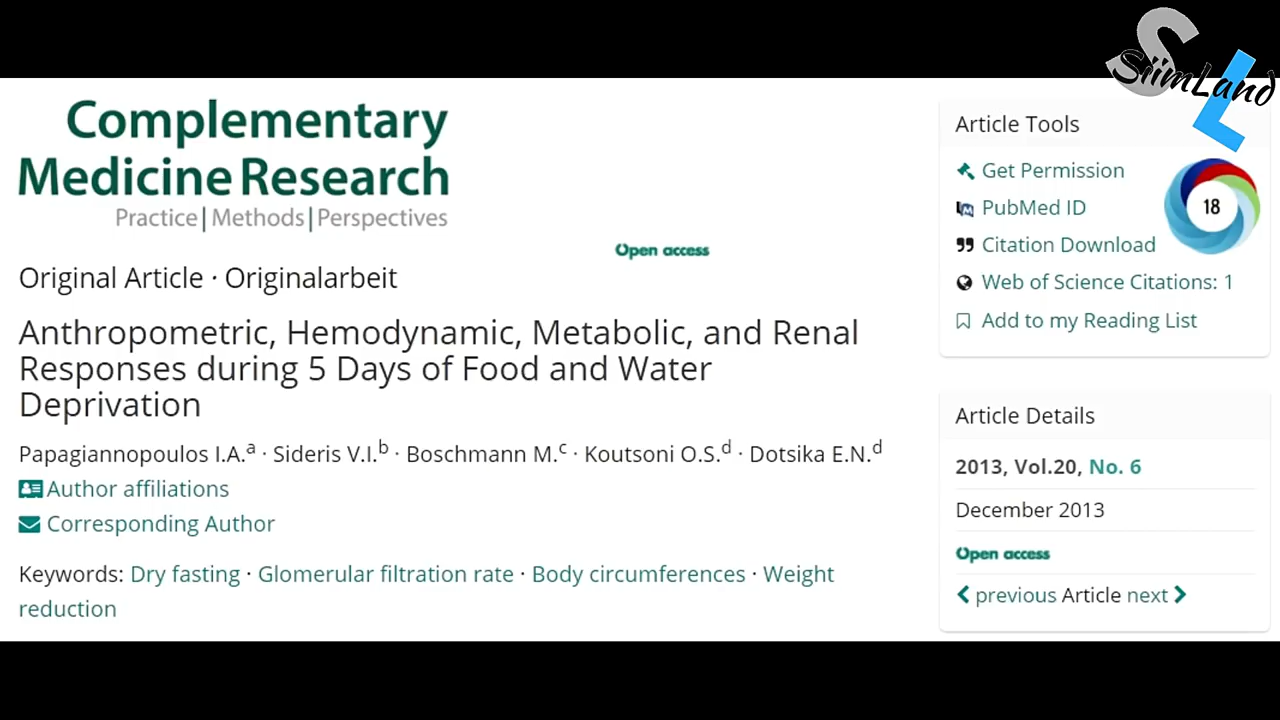 SiimLand
Complementary
Medicine Research
Practice|Methods|Perspectives
Open access
Original Article · Originalarbeit
Anthropometric, Hemodynamic, Metabolic, and Renal
Responses during 5 Days of Food and Water
Deprivation
Papagiannopoulos I.A.a · Sideris V.I.b · Boschmann M.c · Koutsoni O.S.d · Dotsika E.N.d
Author affiliations
Corresponding Author
Keywords: Dry fasting · Glomerular filtration rate · Body circumferences · Weight
reduction
Article Tools
Get Permission
PubMed ID
18
Citation Download
Web of Science Citations: 1
Add to my Reading List
Article Details
2013, Vol.20, No. 6
December 2013
Open access
previous Article next